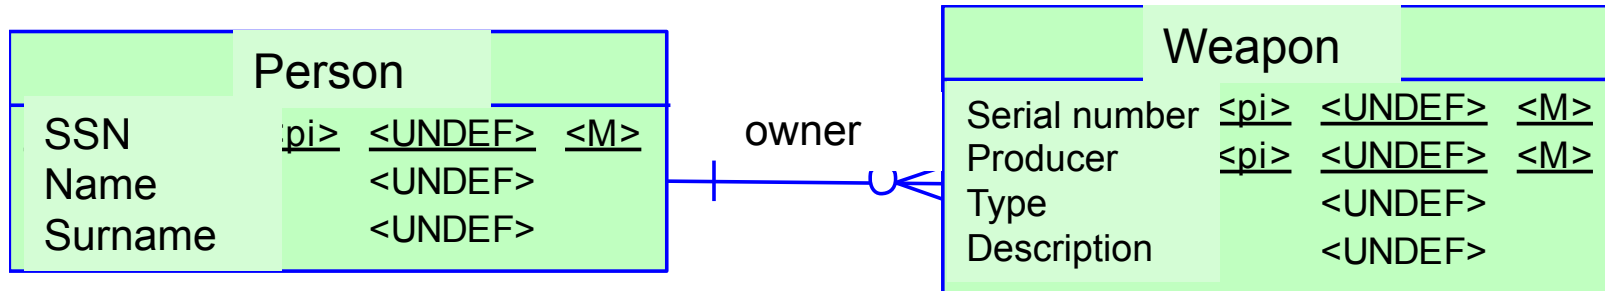 Person
SSN <pi> <UNDEF> <M>
Name <UNDEF>
Surname <UNDEF>
owner
Weapon
Serial number <pi> <UNDEF> <M>
Producer <pi> <UNDEF> <M>
Type <UNDEF>
Description <UNDEF>